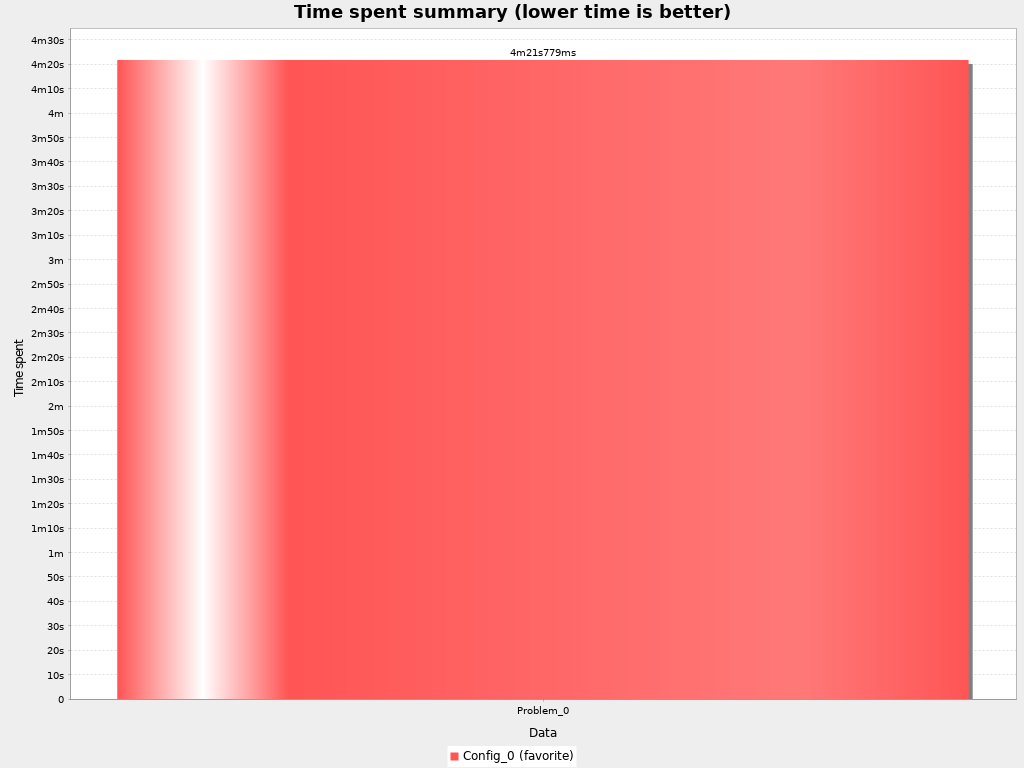 Time spent summary (lower time is better)
4m21s779ms
4m30s
4m20s
4m10s
4m
3m50s
3m40s
3m30s
3m20s
3m10s
3m
2m50s
2m40s
2m30s
2m20s
2m10s
2m
1m50s
1m40s
1m30s
1m20s
1m10s
1m
50s
40s
30s
20s
10s
0
Time spent
Problem_0
Data
Config_0 (favorite)